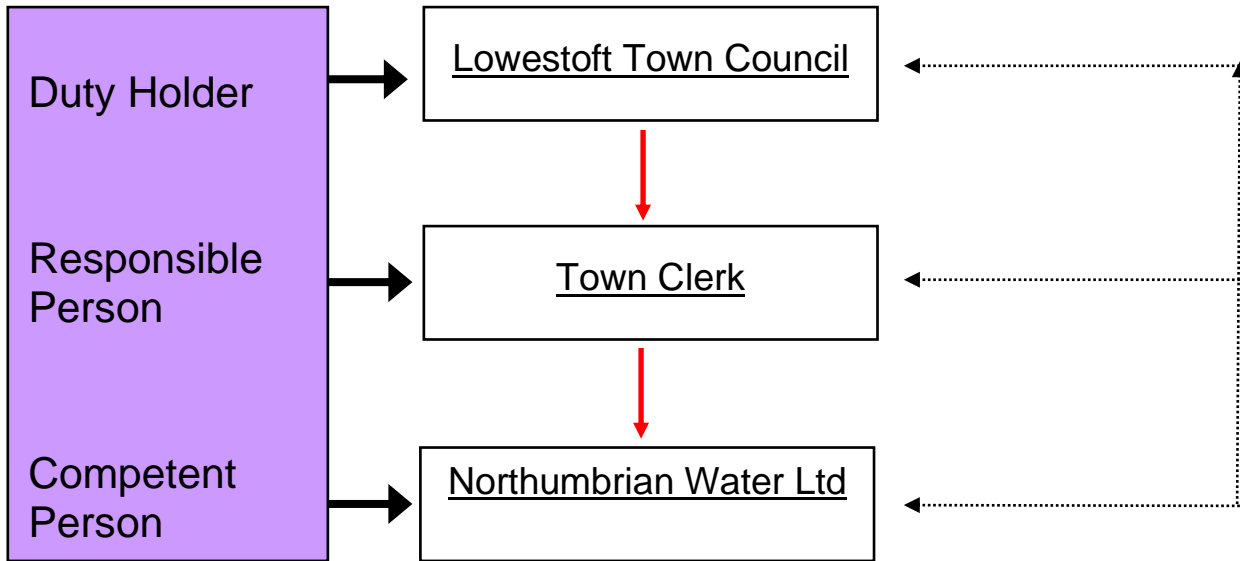 Duty Holder
Lowestoft Town Council
Responsible
Person
Town Clerk
Competent
Person
Northumbrian Water Ltd